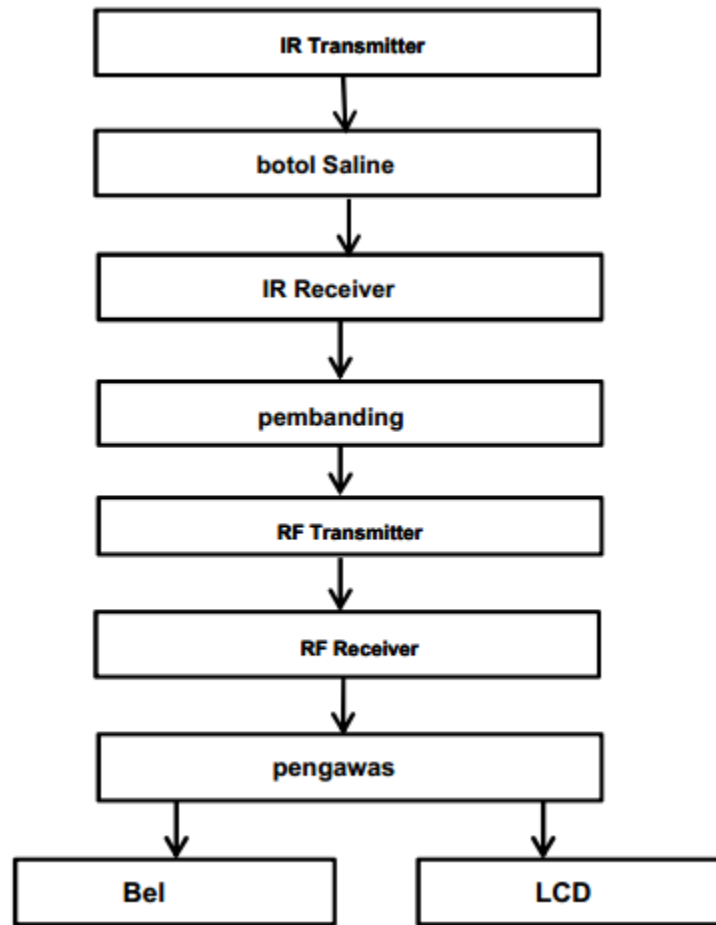 IR Transmitter
botol Saline
IR Receiver
pembanding
RF Transmitter
RF Receiver
pengawas
Bel
LCD